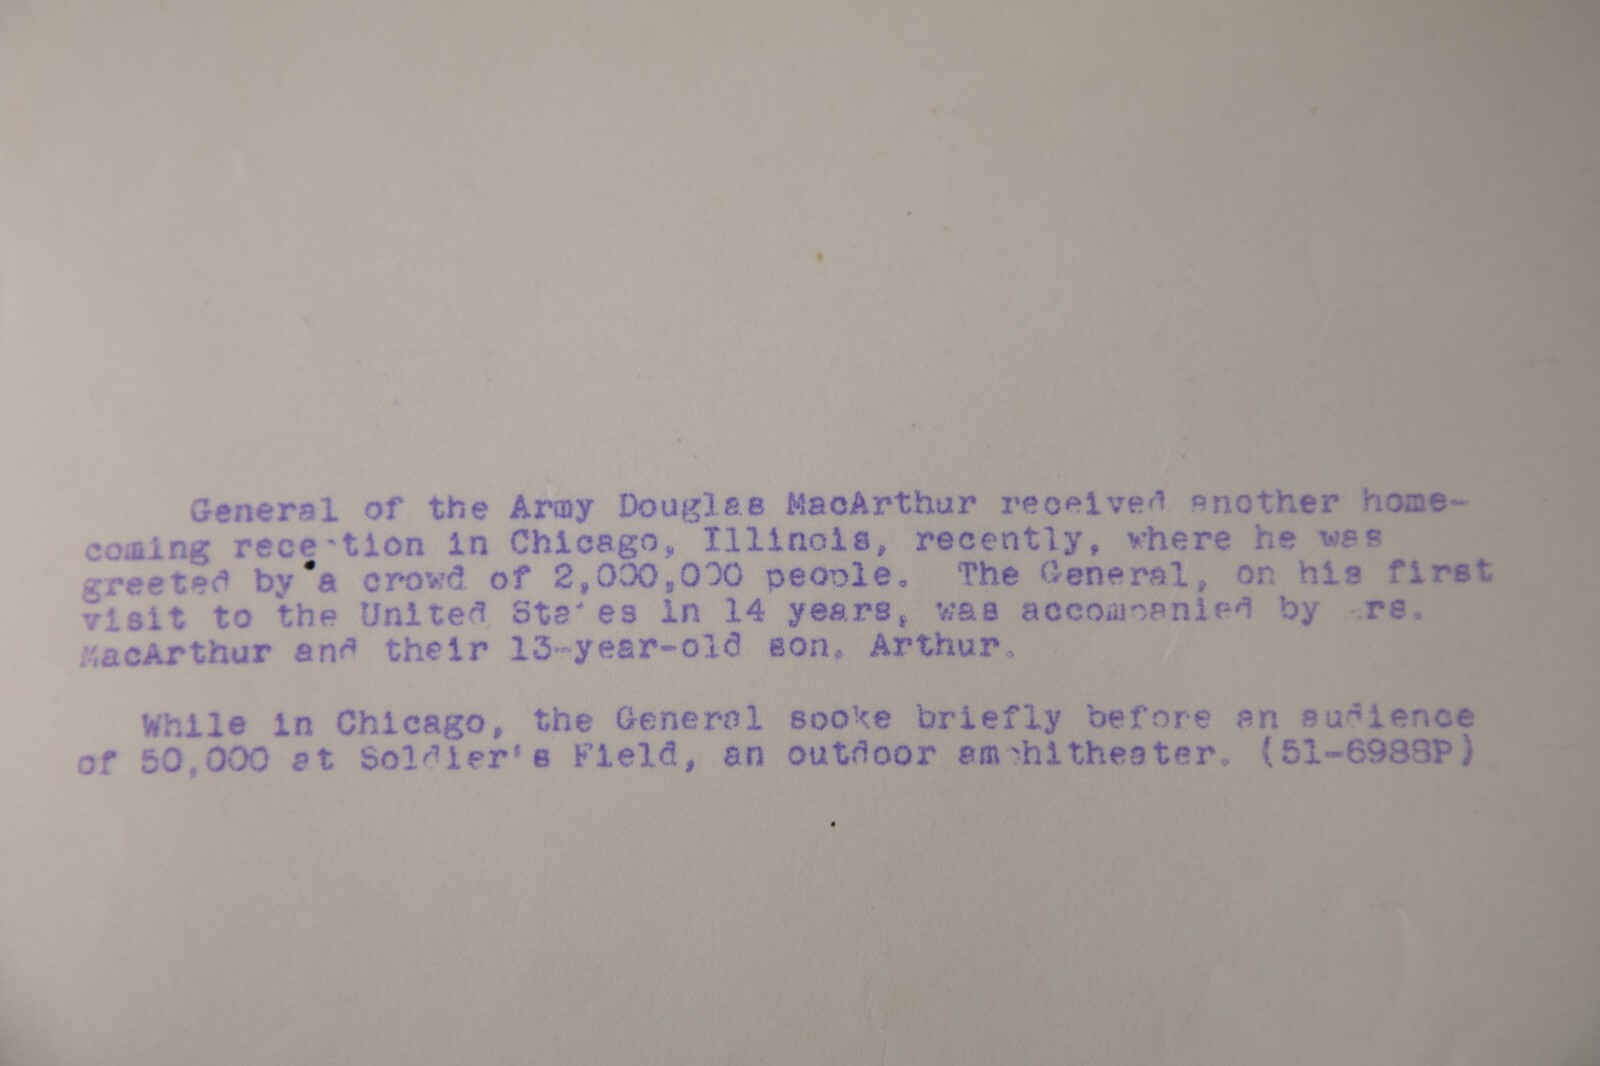 General of the Army Douglas MacArthur received another home-
coming reception in Chicago, Illinois, recently, where he was
greeted by a crowd of 2,000,000 people. The General, on his first
visit to the United States in 14 years, was accompanied by Mrs.
MacArthur and their 13-year-old son, Arthur.
While in Chicago, the General spoke briefly before an audience
of 50,000 at Soldier's Field, an outdoor amphitheater. (51-6988P)